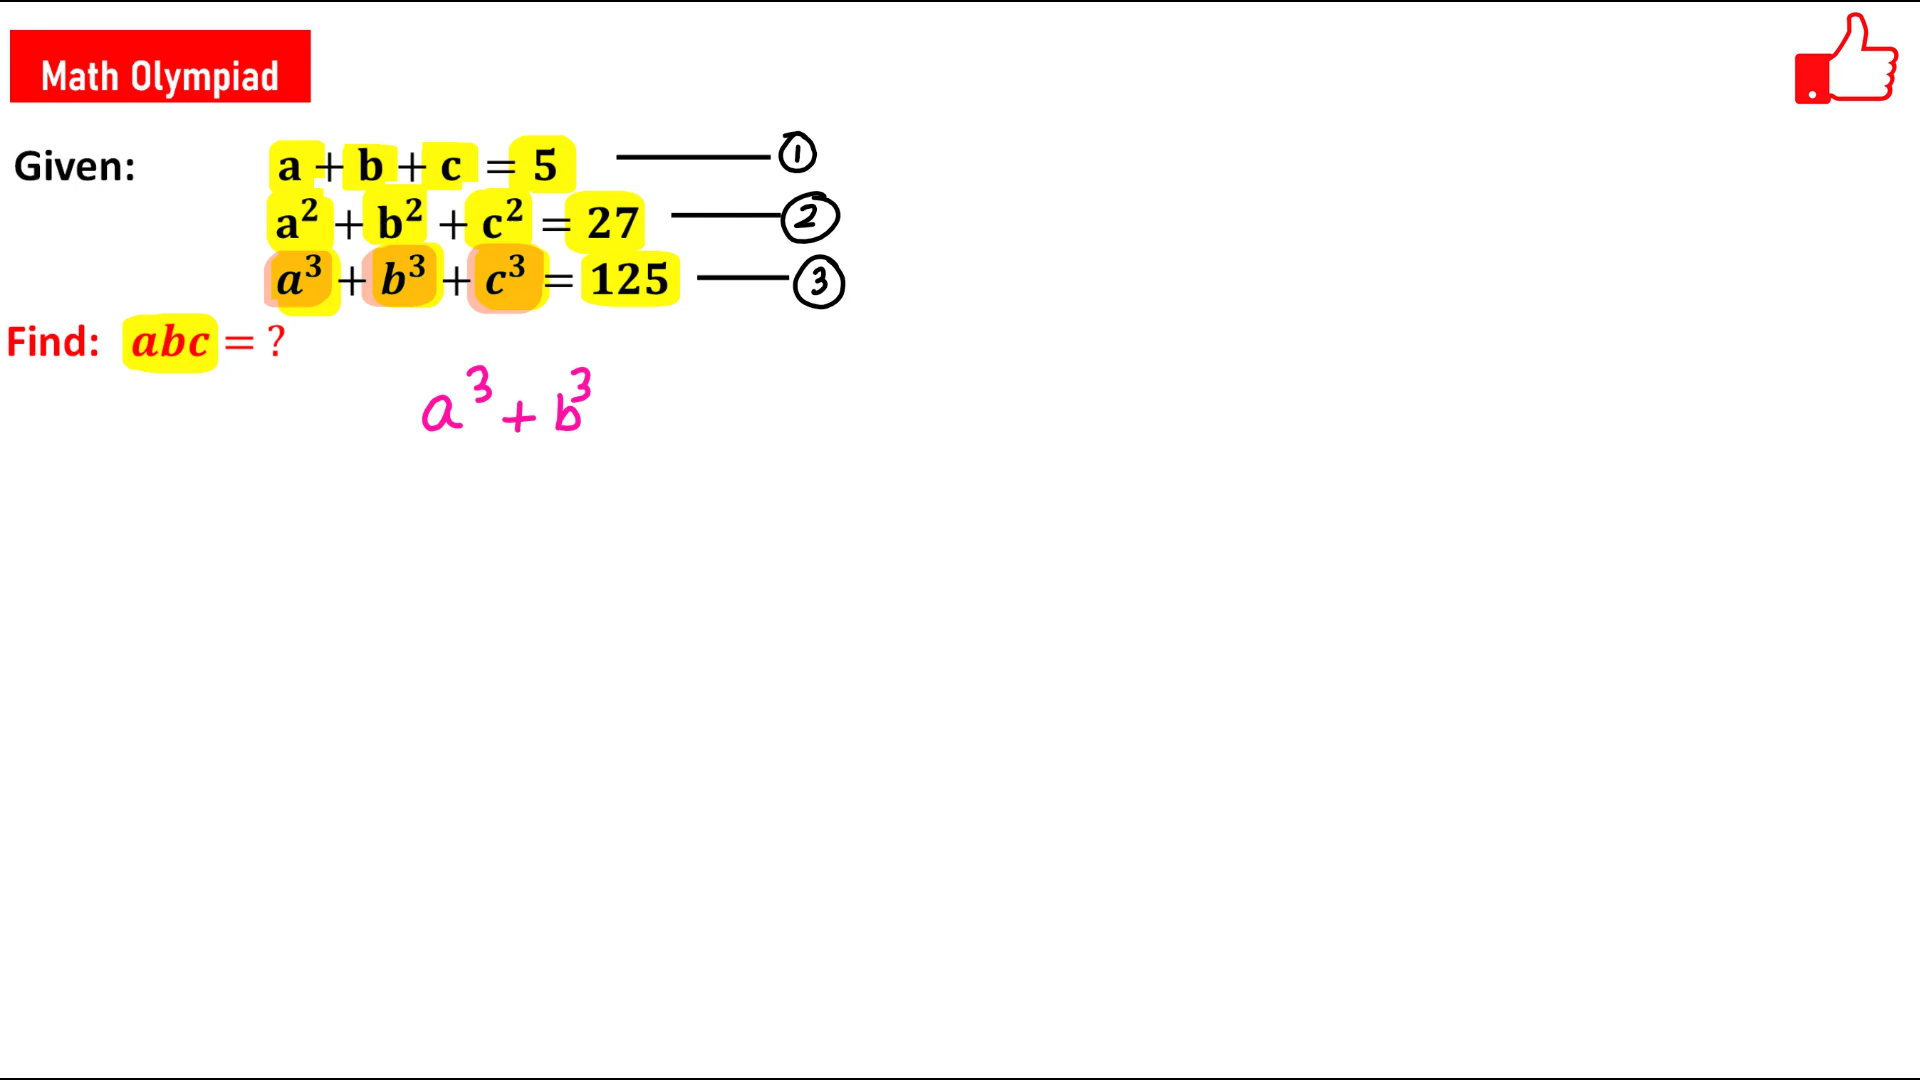 Math Olympiad
Given: a + b + c = 5 ①
a² + b² + c² = 27 ②
a³ + b³ + c³ = 125 ③
Find: abc = ?
a³ + b³